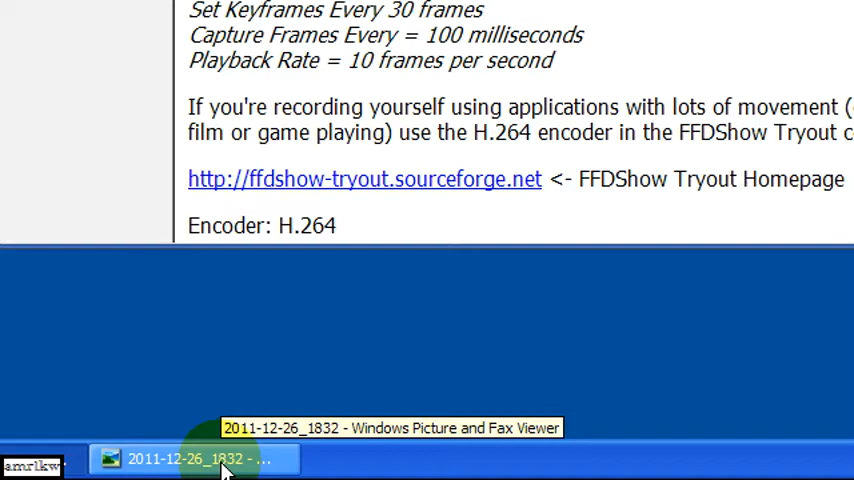 Set Keyframes Every 30 frames
Capture Frames Every = 100 milliseconds
Playback Rate = 10 frames per second
If you're recording yourself using applications with lots of movement (
film or game playing) use the H.264 encoder in the FFDShow Tryout c
http://ffdshow-tryout.sourceforge.net <- FFDShow Tryout Homepage
Encoder: H.264
2011-12-26_1832 - Windows Picture and Fax Viewer
2011-12-26_1832 - ...
amrlkw